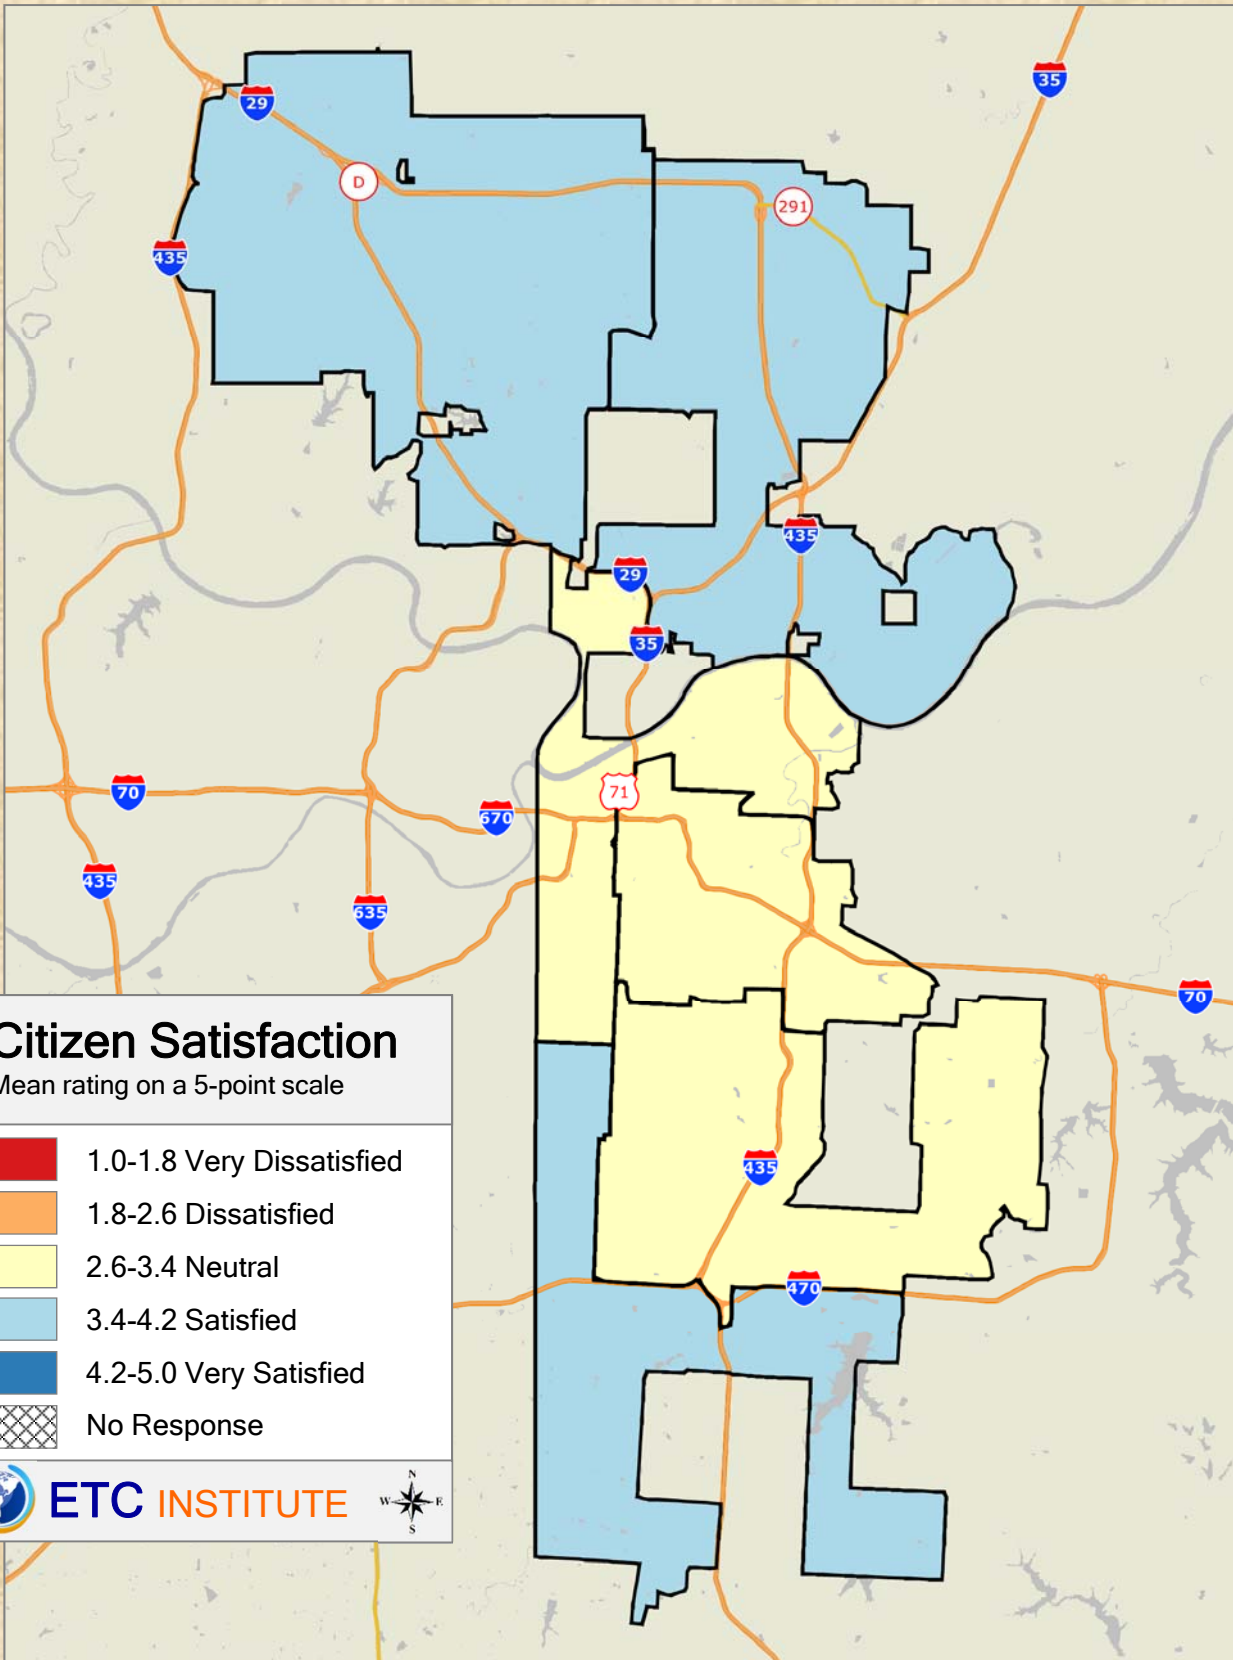 35
29
D
291
435
435
29
35
70
71
670
435
635
70
Citizen Satisfaction
Mean rating on a 5-point scale
1.0-1.8 Very Dissatisfied
1.8-2.6 Dissatisfied
435
2.6-3.4 Neutral
470
3.4-4.2 Satisfied
4.2-5.0 Very Satisfied
No Response
ETC INSTITUTE
N
W E
S